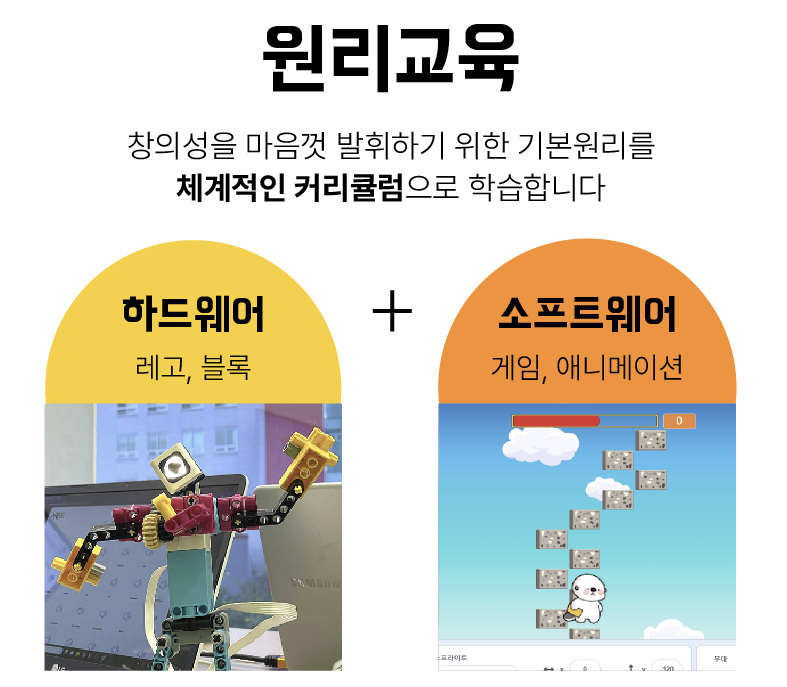 원리교육
창의성을 마음껏 발휘하기 위한 기본원리를
체계적인 커리큘럼으로 학습합니다
하드웨어
+
소프트웨어
레고, 블록
게임, 애니메이션
0
SAMSUNG
스프라이트
무대
x 0
x -120